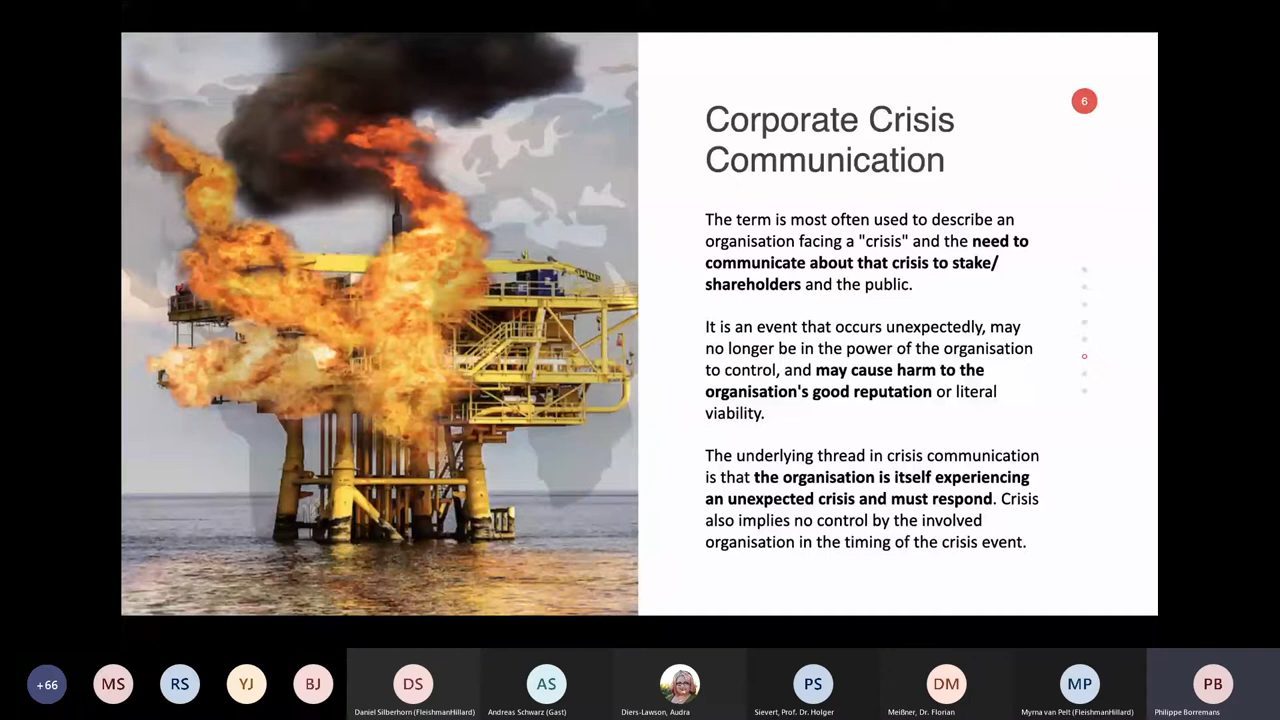 6
Corporate Crisis
Communication
The term is most often used to describe an
organisation facing a "crisis" and the need to
communicate about that crisis to stake/
shareholders and the public.
It is an event that occurs unexpectedly, may
no longer be in the power of the organisation
to control, and may cause harm to the
organisation's good reputation or literal
viability.
The underlying thread in crisis communication
is that the organisation is itself experiencing
an unexpected crisis and must respond. Crisis
also implies no control by the involved
organisation in the timing of the crisis event.
+66
MS
RS
YJ
BJ
DS
AS
PS
DM
MP
PB
Daniel Silberhorn (FleishmanHillard)
Andreas Schwarz (Gast)
Diers-Lawson, Audra
Sievert, Prof. Dr. Holger
Meißner, Dr. Florian
Myrna van Pelt (FleishmanHillard)
Philippe Borremans